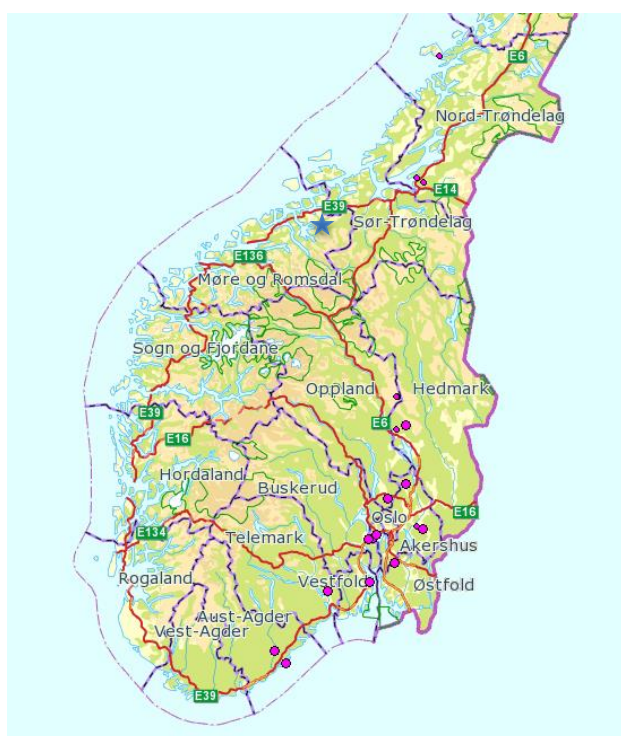 E6
Nord-Trøndelag
E14
E39
Sør-Trøndelag
E136
Møre og Romsdal
Sogn og Fjordane
Oppland
Hedmark
E39
E6
E16
Hordaland
Buskerud
E16
Oslo
E134
Telemark
Akershus
Rogaland
Vestfold
Østfold
Aust-Agder
Vest-Agder
E39